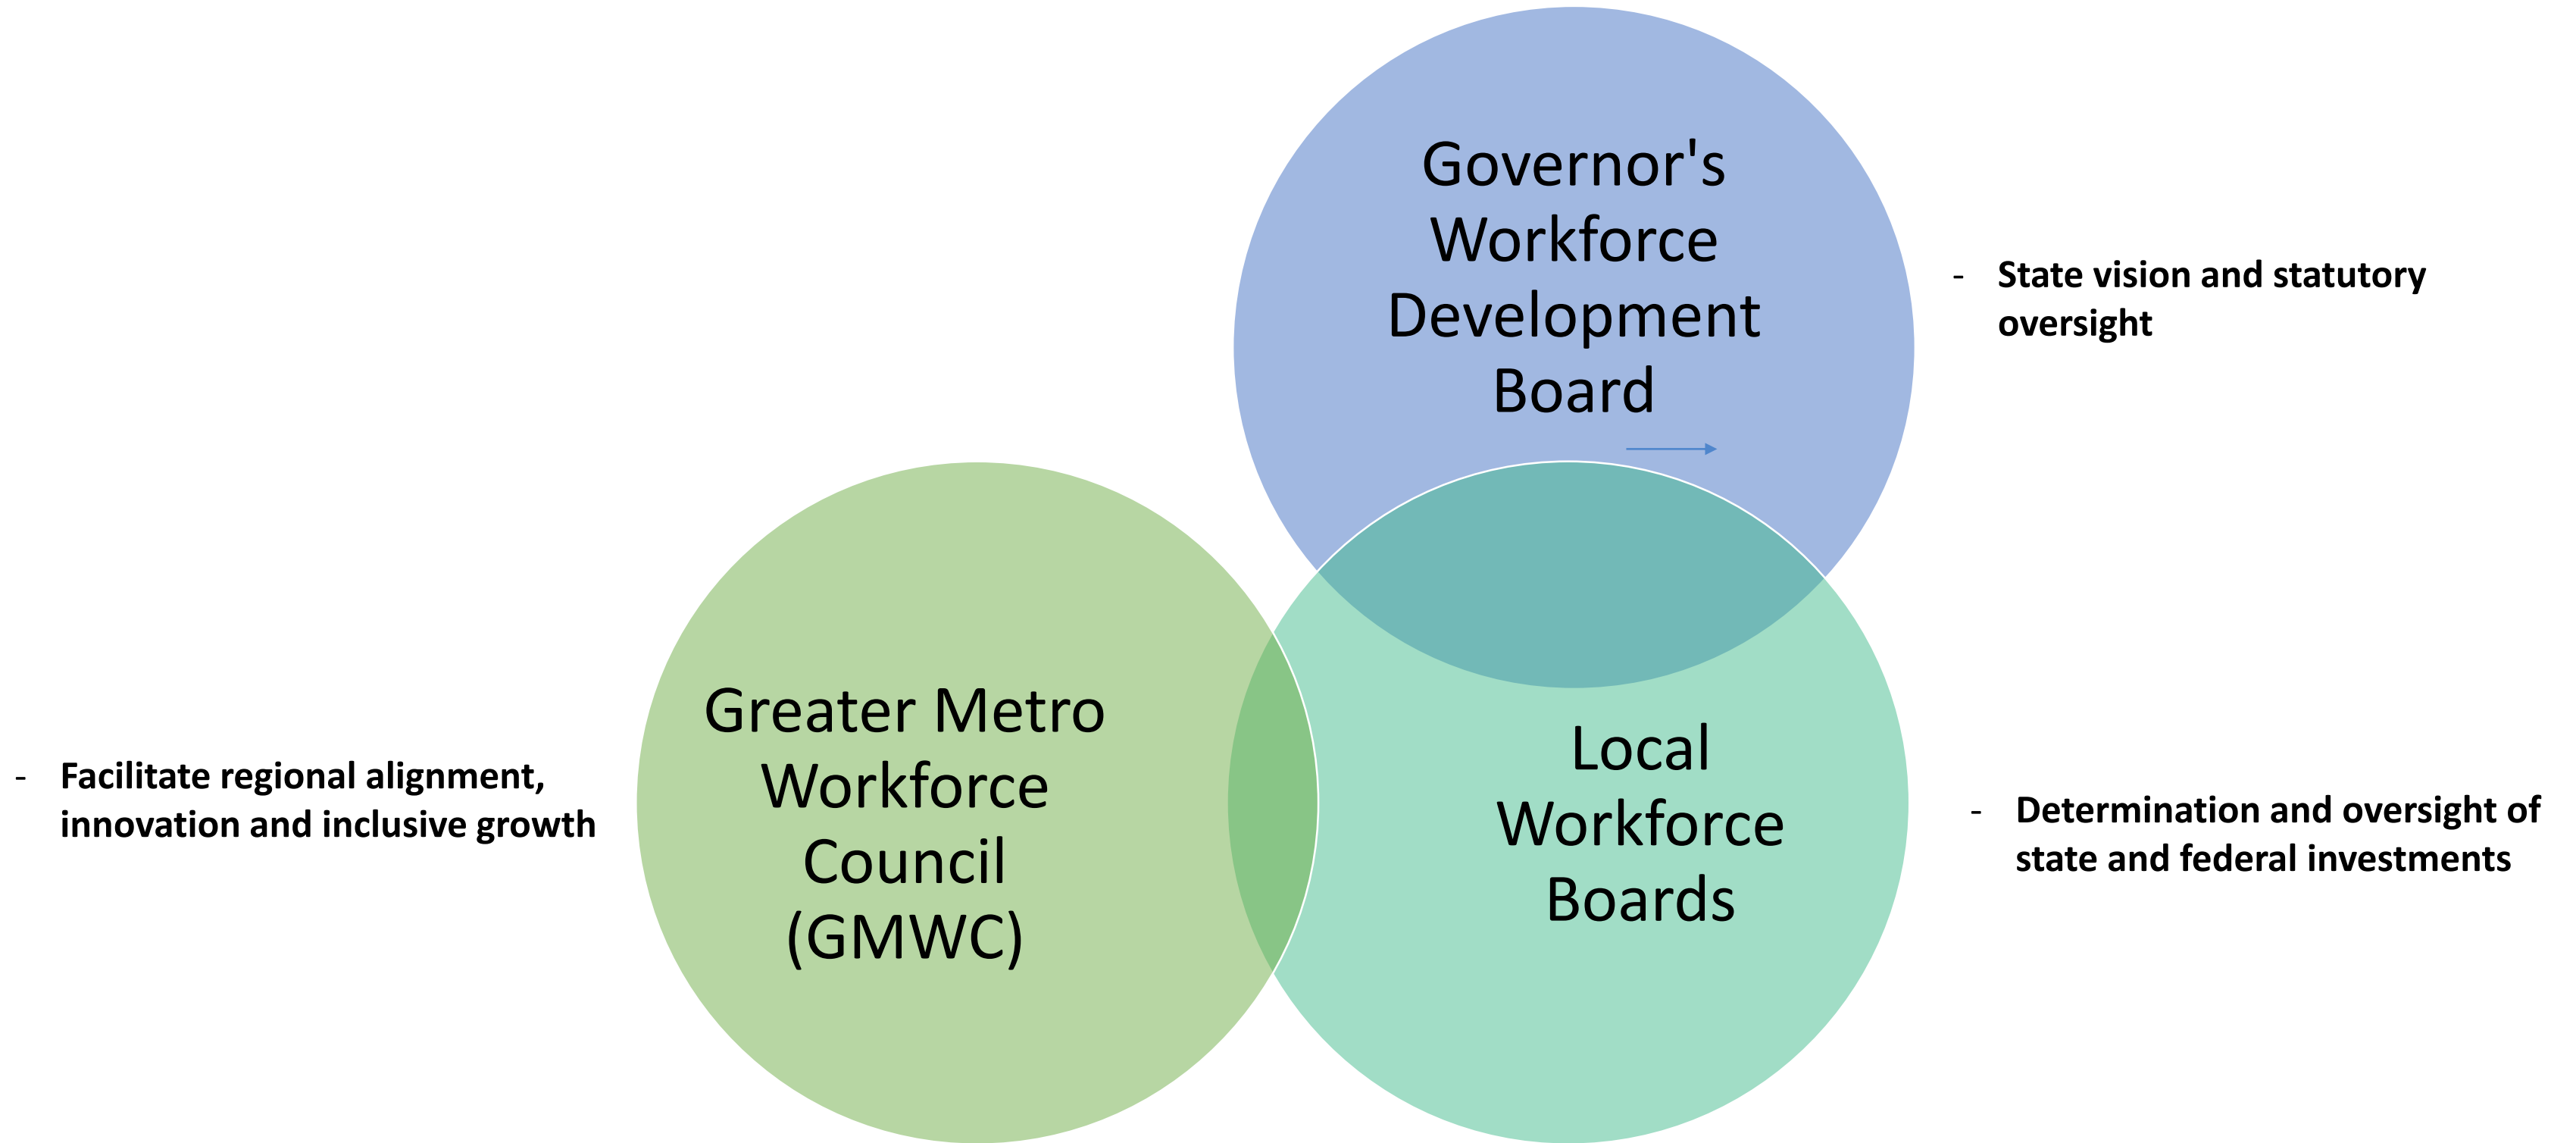 Governor's
Workforce
Development
Board
- State vision and statutory
oversight
Greater Metro
Workforce
Council
(GMWC)
- Facilitate regional alignment,
innovation and inclusive growth
Local
Workforce
Boards
- Determination and oversight of
state and federal investments